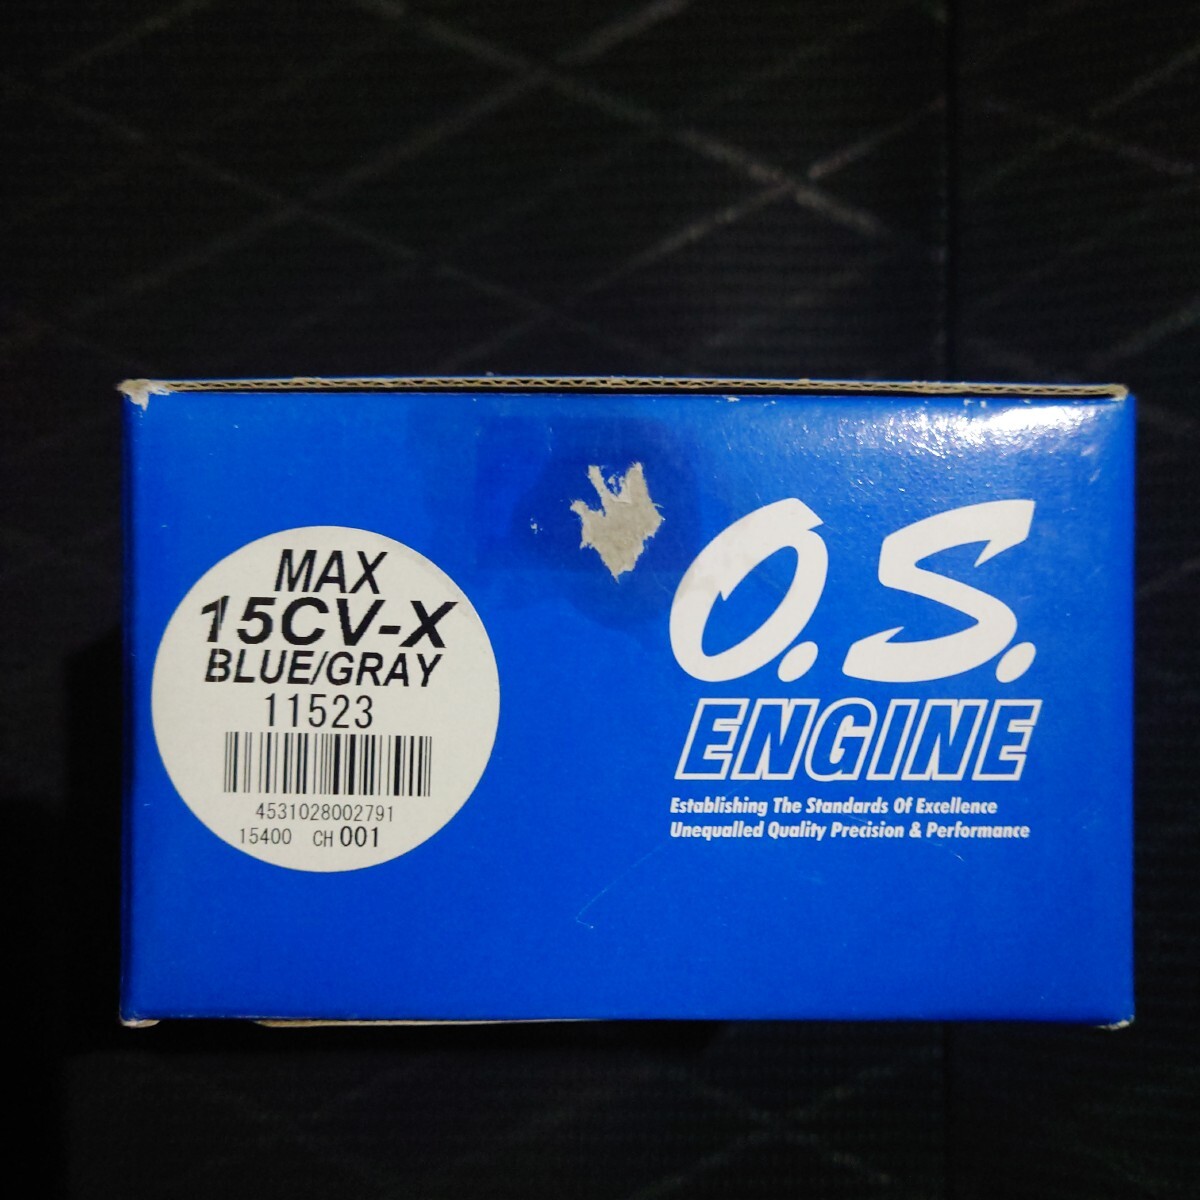 MAX
15CV-X
BLUE/GRAY
11523
4531028002791
15400 CH 001
O.S.
ENGINE
Establishing The Standards Of Excellence
Unequalled Quality Precision & Performance